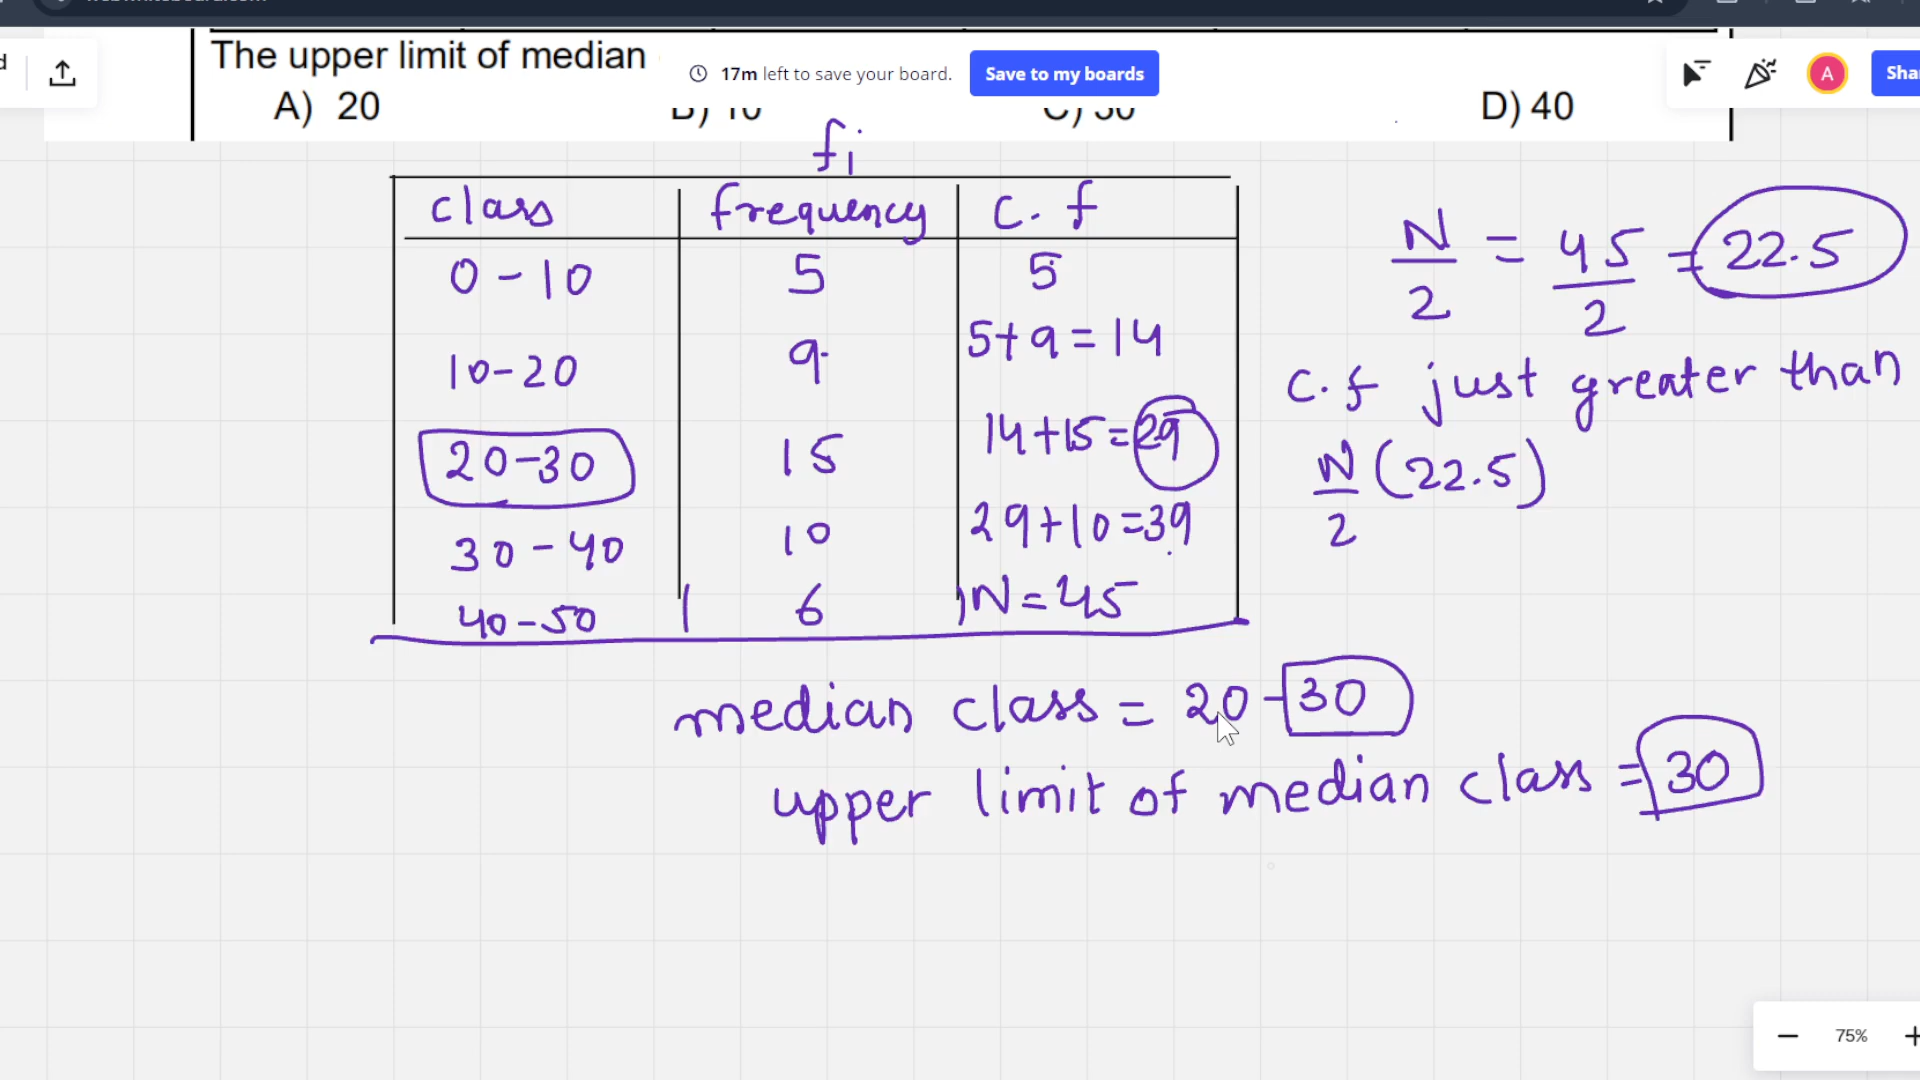 The upper limit of median
17m left to save your board.
Save to my boards
A
Sha
A) 20
D) 40
fi
class frequency c.f
0-10 5 5
10-20 9 5+9=14
20-30 15 14+15=29
30-40 10 29+10=39
40-50 6 N=45
N/2 = 45/2 = 22.5
c.f just greater than
N/2 (22.5)
median class = 20-30
upper limit of median class = 30
75%